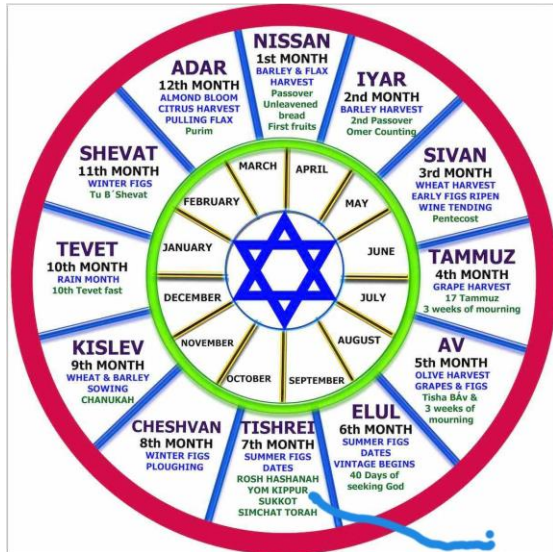 NISSAN
1st MONTH
BARLEY & FLAX
HARVEST
Passover
Unleavened
bread
First fruits
IYAR
2nd MONTH
BARLEY HARVEST
2nd Passover
Omer Counting
SIVAN
3rd MONTH
WHEAT HARVEST
EARLY FIGS RIPEN
WINE TENDING
Pentecost
TAMMUZ
4th MONTH
GRAPE HARVEST
17 Tammuz
3 weeks of mourning
AV
5th MONTH
OLIVE HARVEST
GRAPES & FIGS
Tisha BÁv &
3 weeks of
mourning
ELUL
6th MONTH
SUMMER FIGS
DATES
VINTAGE BEGINS
40 Days of
seeking God
TISHREI
7th MONTH
SUMMER FIGS
DATES
ROSH HASHANAH
YOM KIPPUR
SUKKOT
SIMCHAT TORAH
CHESHVAN
8th MONTH
WINTER FIGS
PLOUGHING
KISLEV
9th MONTH
WHEAT & BARLEY
SOWING
CHANUKAH
TEVET
10th MONTH
RAIN MONTH
10th Tevet fast
SHEVAT
11th MONTH
WINTER FIGS
Tu B´Shevat
ADAR
12th MONTH
ALMOND BLOOM
CITRUS HARVEST
PULLING FLAX
Purim
MARCH
APRIL
MAY
JUNE
JULY
AUGUST
SEPTEMBER
OCTOBER
NOVEMBER
DECEMBER
JANUARY
FEBRUARY